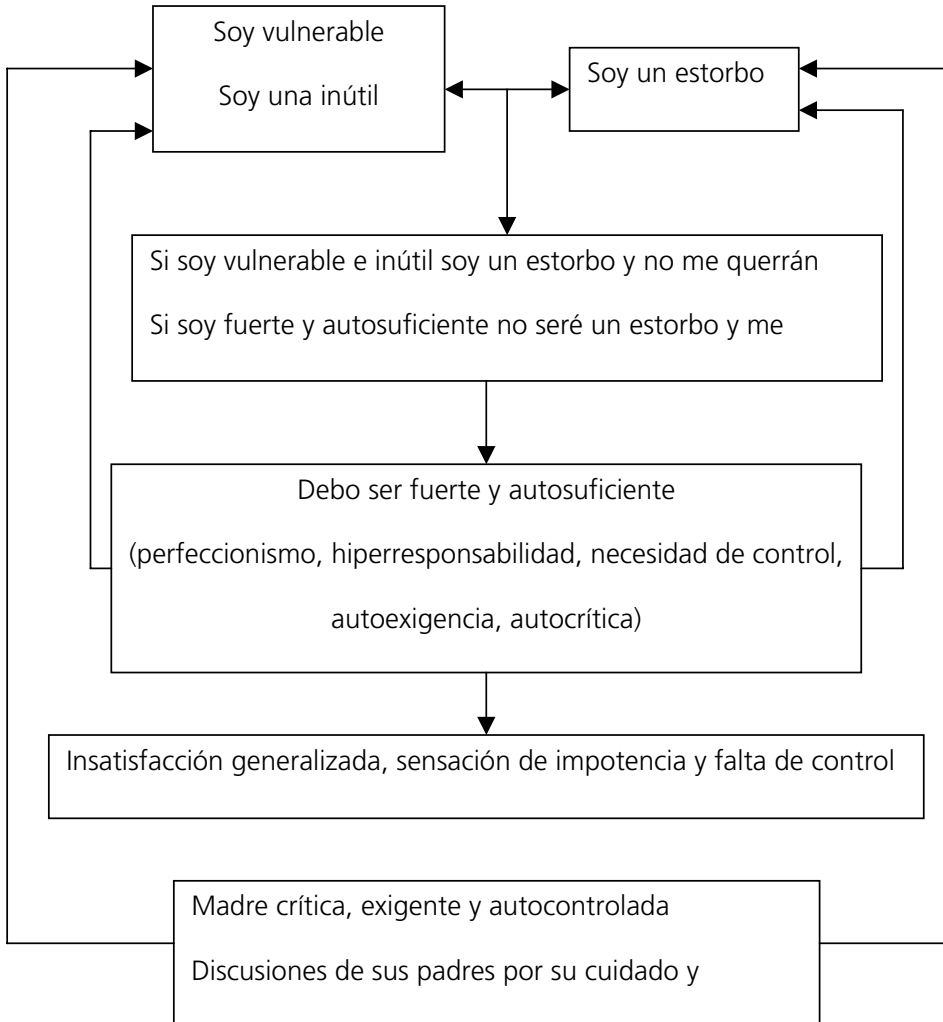 Soy vulnerable
Soy una inútil
Soy un estorbo
Si soy vulnerable e inútil soy un estorbo y no me querrán
Si soy fuerte y autosuficiente no seré un estorbo y me
Debo ser fuerte y autosuficiente
(perfeccionismo, hiperresponsabilidad, necesidad de control,
autoexigencia, autocrítica)
Insatisfacción generalizada, sensación de impotencia y falta de control
Madre crítica, exigente y autocontrolada
Discusiones de sus padres por su cuidado y